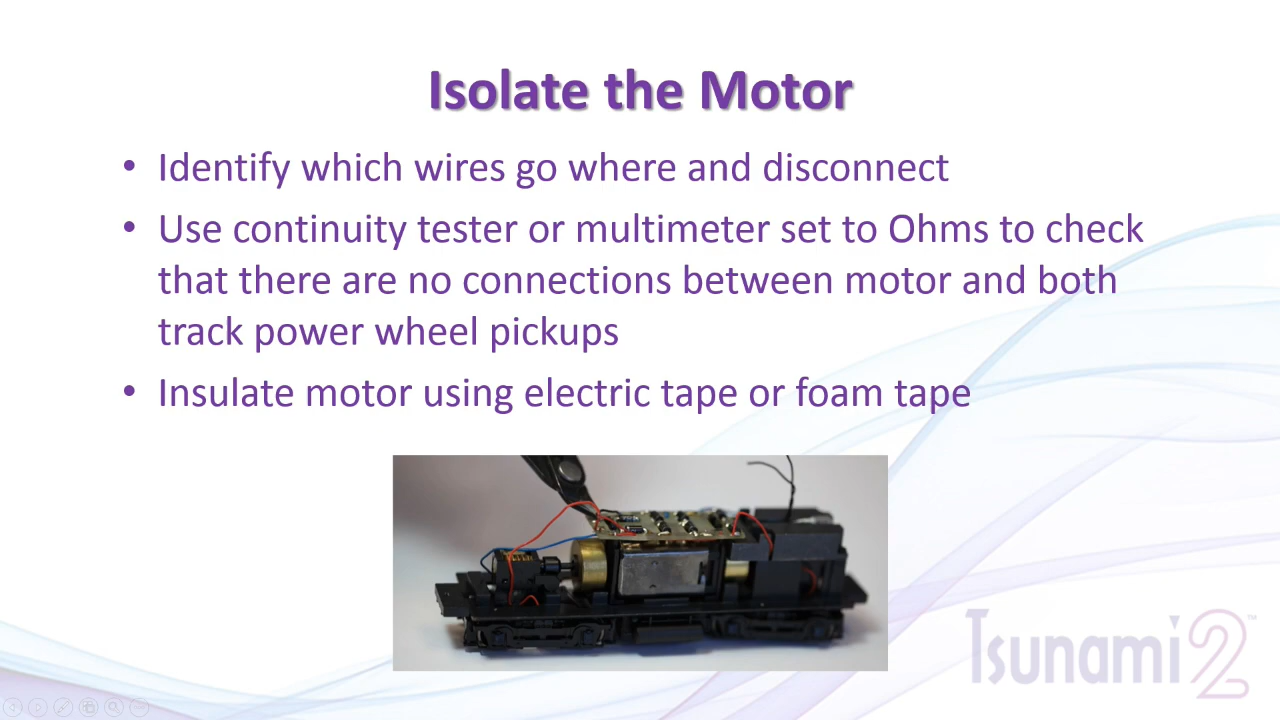 Isolate the Motor
• Identify which wires go where and disconnect
• Use continuity tester or multimeter set to Ohms to check
that there are no connections between motor and both
track power wheel pickups
• Insulate motor using electric tape or foam tape
Tsunami2™